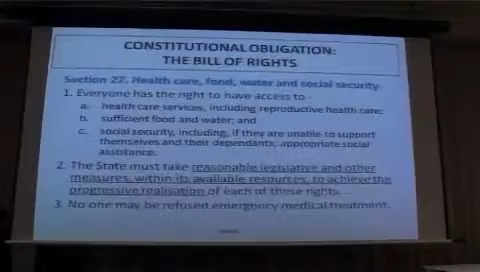 CONSTITUTIONAL OBLIGATION:
THE BILL OF RIGHTS
Section 27. Health care, food, water and social security
1. Everyone has the right to have access to -
a. health care services, including reproductive health care;
b. sufficient food and water; and
c. social security, including, if they are unable to support
themselves and their dependants, appropriate social
assistance.
2. The State must take reasonable legislative and other
measures, within its available resources, to achieve the
progressive realisation of each of these rights.
3. No one may be refused emergency medical treatment.